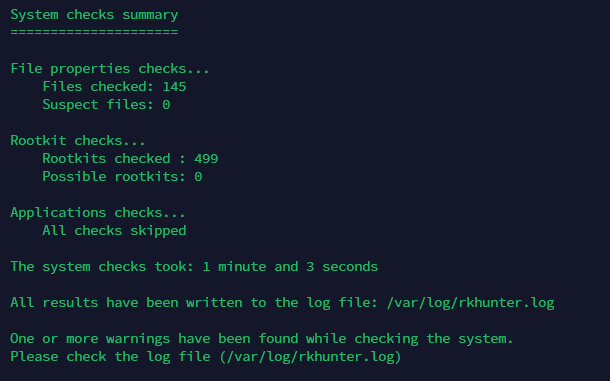 System checks summary
=====================
File properties checks...
Files checked: 145
Suspect files: 0
Rootkit checks...
Rootkits checked : 499
Possible rootkits: 0
Applications checks...
All checks skipped
The system checks took: 1 minute and 3 seconds
All results have been written to the log file: /var/log/rkhunter.log
One or more warnings have been found while checking the system.
Please check the log file (/var/log/rkhunter.log)